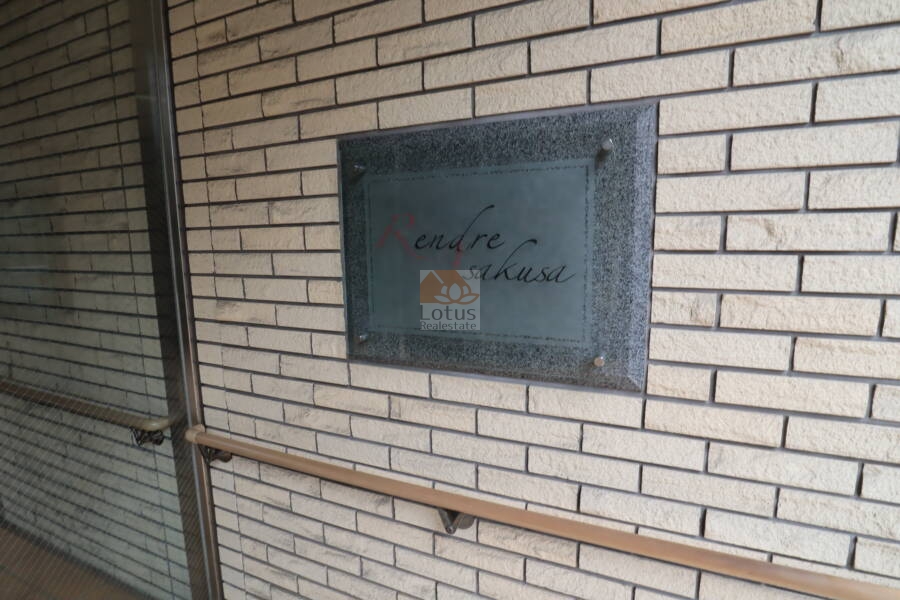 Rendre
Asakusa
Lotus
Realestate